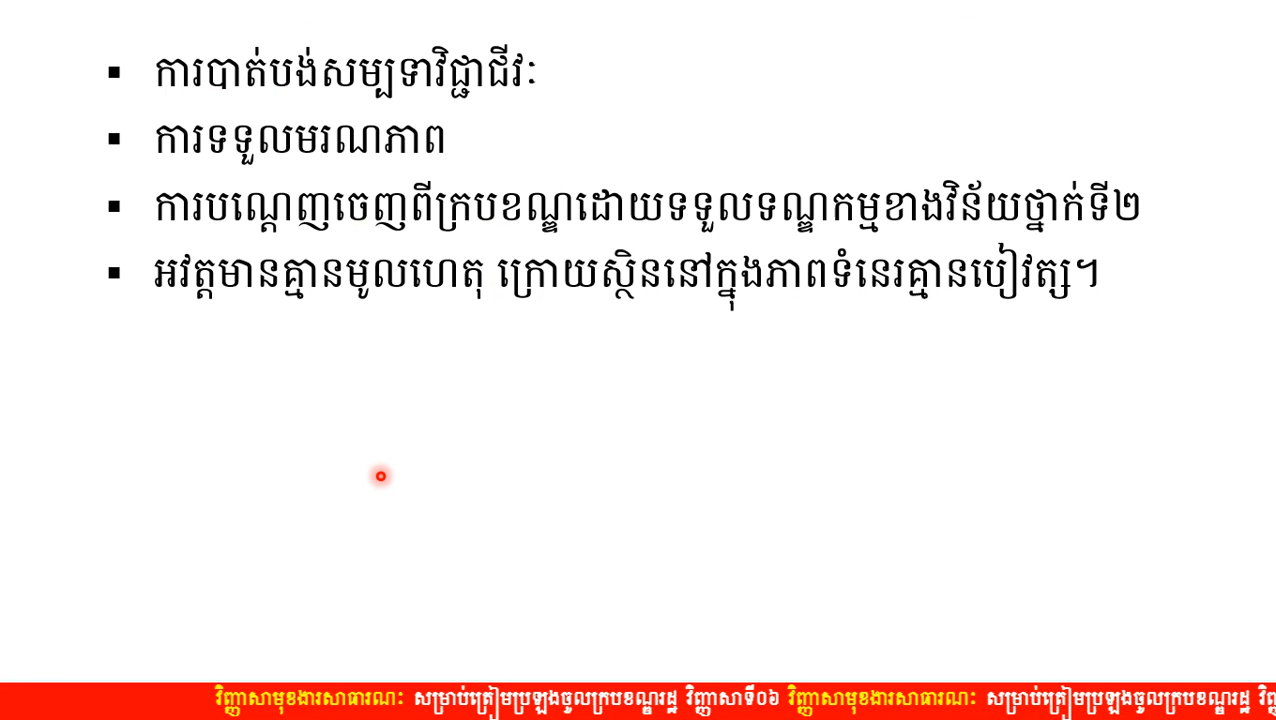 ▪ ការបាត់បង់សម្បទាវិជ្ជាជីវៈ
▪ ការទទួលមរណភាព
▪ ការបណ្តេញចេញពីក្របខណ្ឌដោយទទួលទណ្ឌកម្មខាងវិន័យថ្នាក់ទី២
▪ អវត្តមានគ្មានមូលហេតុ ក្រោយស្ថិននៅក្នុងភាពទំនេរគ្មានបៀវត្ស។
វិញ្ញាសាមុខងារសាធារណៈ សម្រាប់ត្រៀមប្រឡងចូលក្របខណ្ឌរដ្ឋ វិញ្ញាសាទី០៦ វិញ្ញាសាមុខងារសាធារណៈ សម្រាប់ត្រៀមប្រឡងចូលក្របខណ្ឌរដ្ឋ